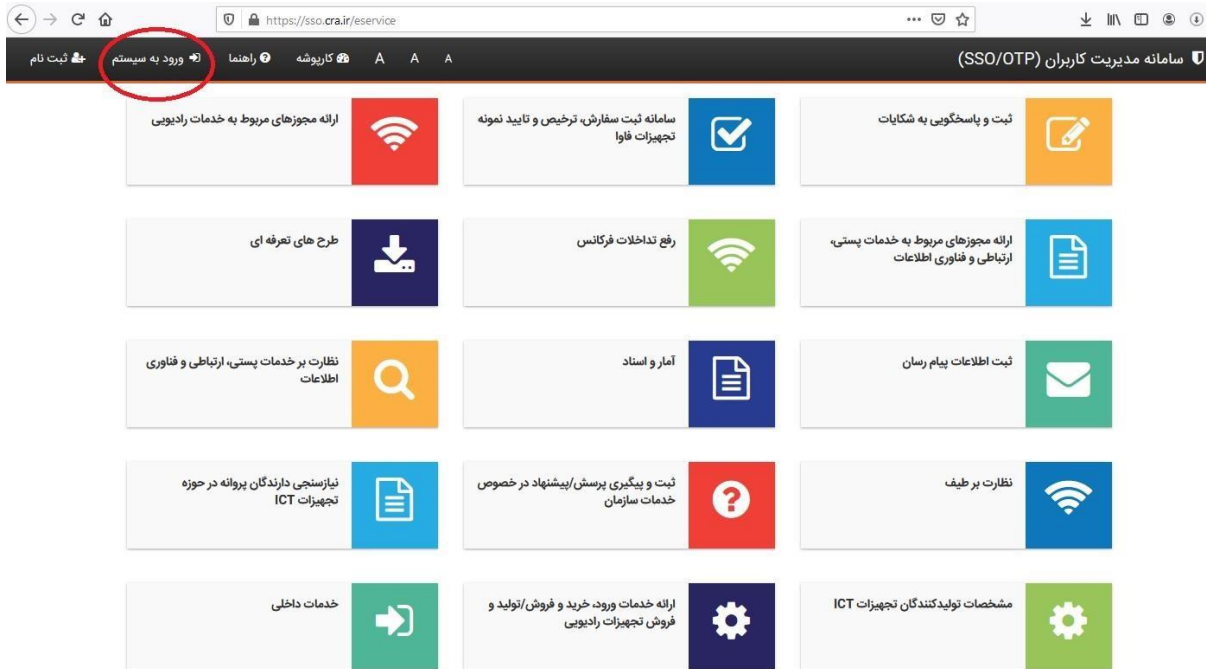 https://sso.cra.ir/eservice
سامانه مدیریت کاربران (SSO/OTP)
A A A کارپوشه راهنما ورود به سیستم ثبت نام
ثبت و پاسخگویی به شکایات
سامانه ثبت سفارش، ترخیص و تایید نمونه
تجهیزات فاوا
ارائه مجوزهای مربوط به خدمات رادیویی
ارائه مجوزهای مربوط به خدمات پستی،
ارتباطی و فناوری اطلاعات
رفع تداخلات فرکانس
طرح های تعرفه ای
ثبت اطلاعات پیام رسان
آمار و اسناد
نظارت بر خدمات پستی، ارتباطی و فناوری
اطلاعات
نظارت بر طیف
ثبت و پیگیری پرسش/پیشنهاد در خصوص
خدمات سازمان
نیازسنجی دارندگان پروانه در حوزه
تجهیزات ICT
مشخصات تولیدکنندگان تجهیزات ICT
ارائه خدمات ورود، خرید و فروش/تولید و
فروش تجهیزات رادیویی
خدمات داخلی